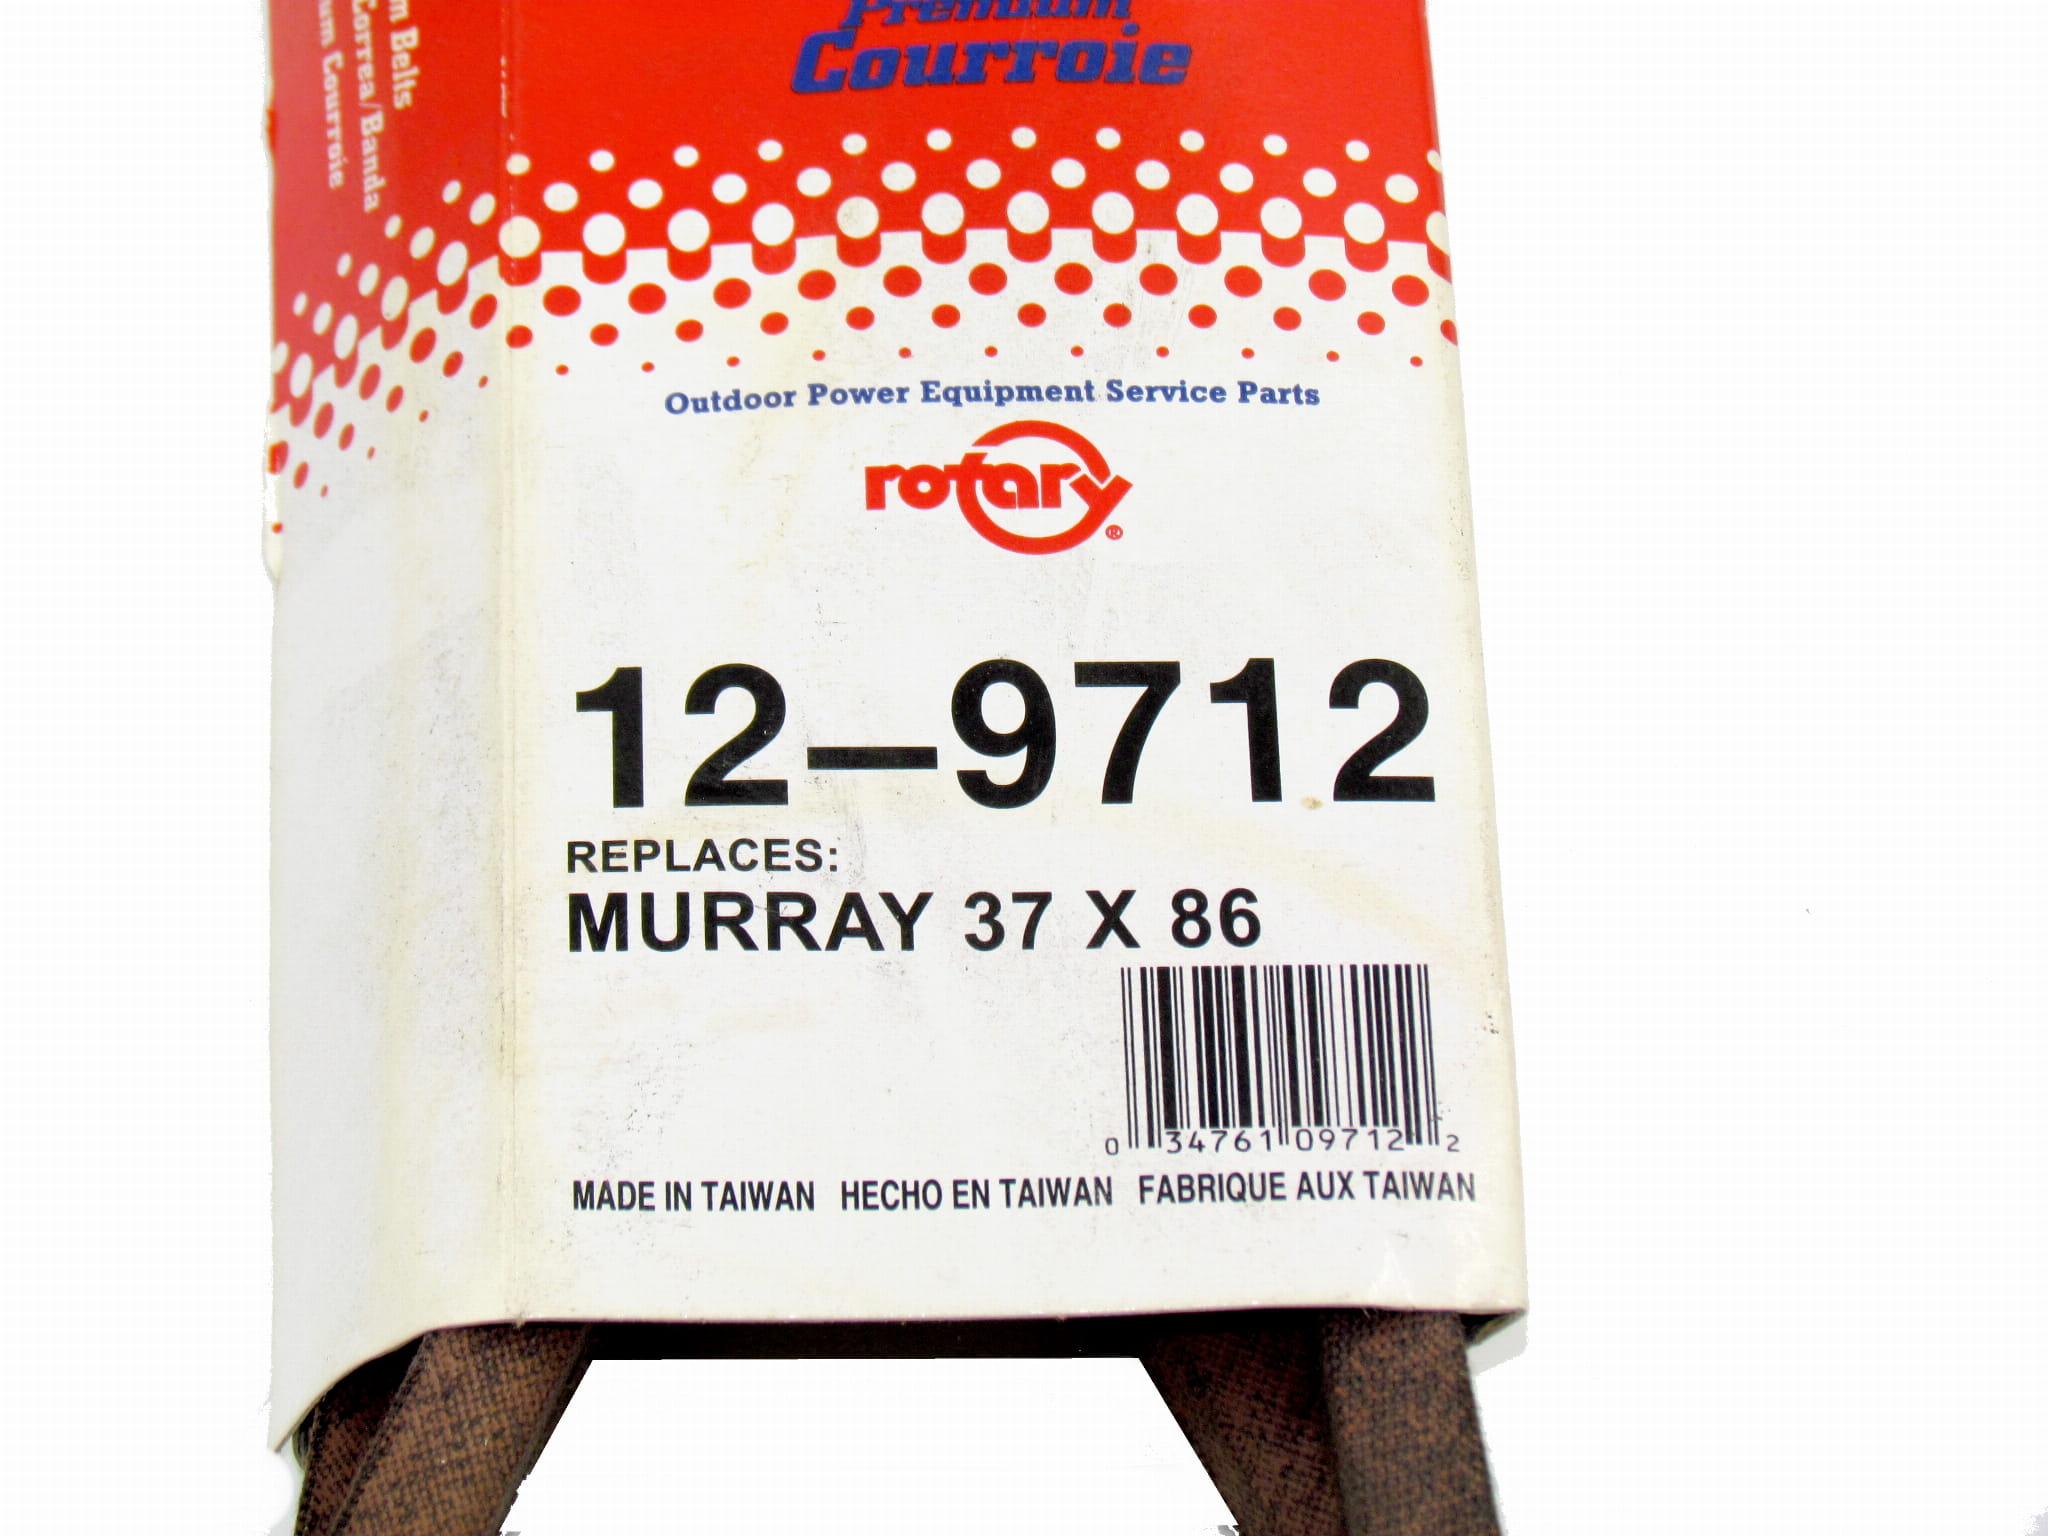 Premium
Courroie
Belts
Correa/Banda
Courroie
Outdoor Power Equipment Service Parts
rotary®
12-9712
REPLACES:
MURRAY 37 X 86
0 34761 09712 2
MADE IN TAIWAN HECHO EN TAIWAN FABRIQUE AUX TAIWAN